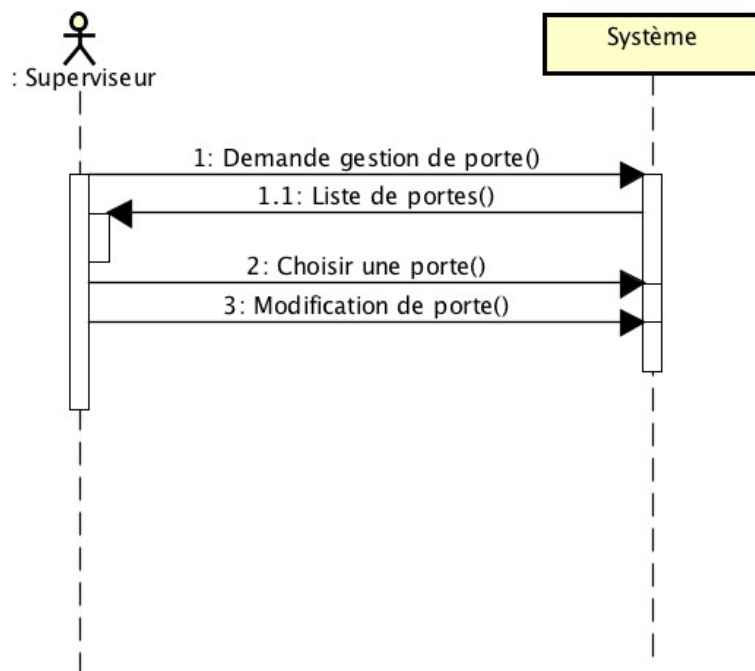 : Superviseur
Système
1: Demande gestion de porte()
1.1: Liste de portes()
2: Choisir une porte()
3: Modification de porte()